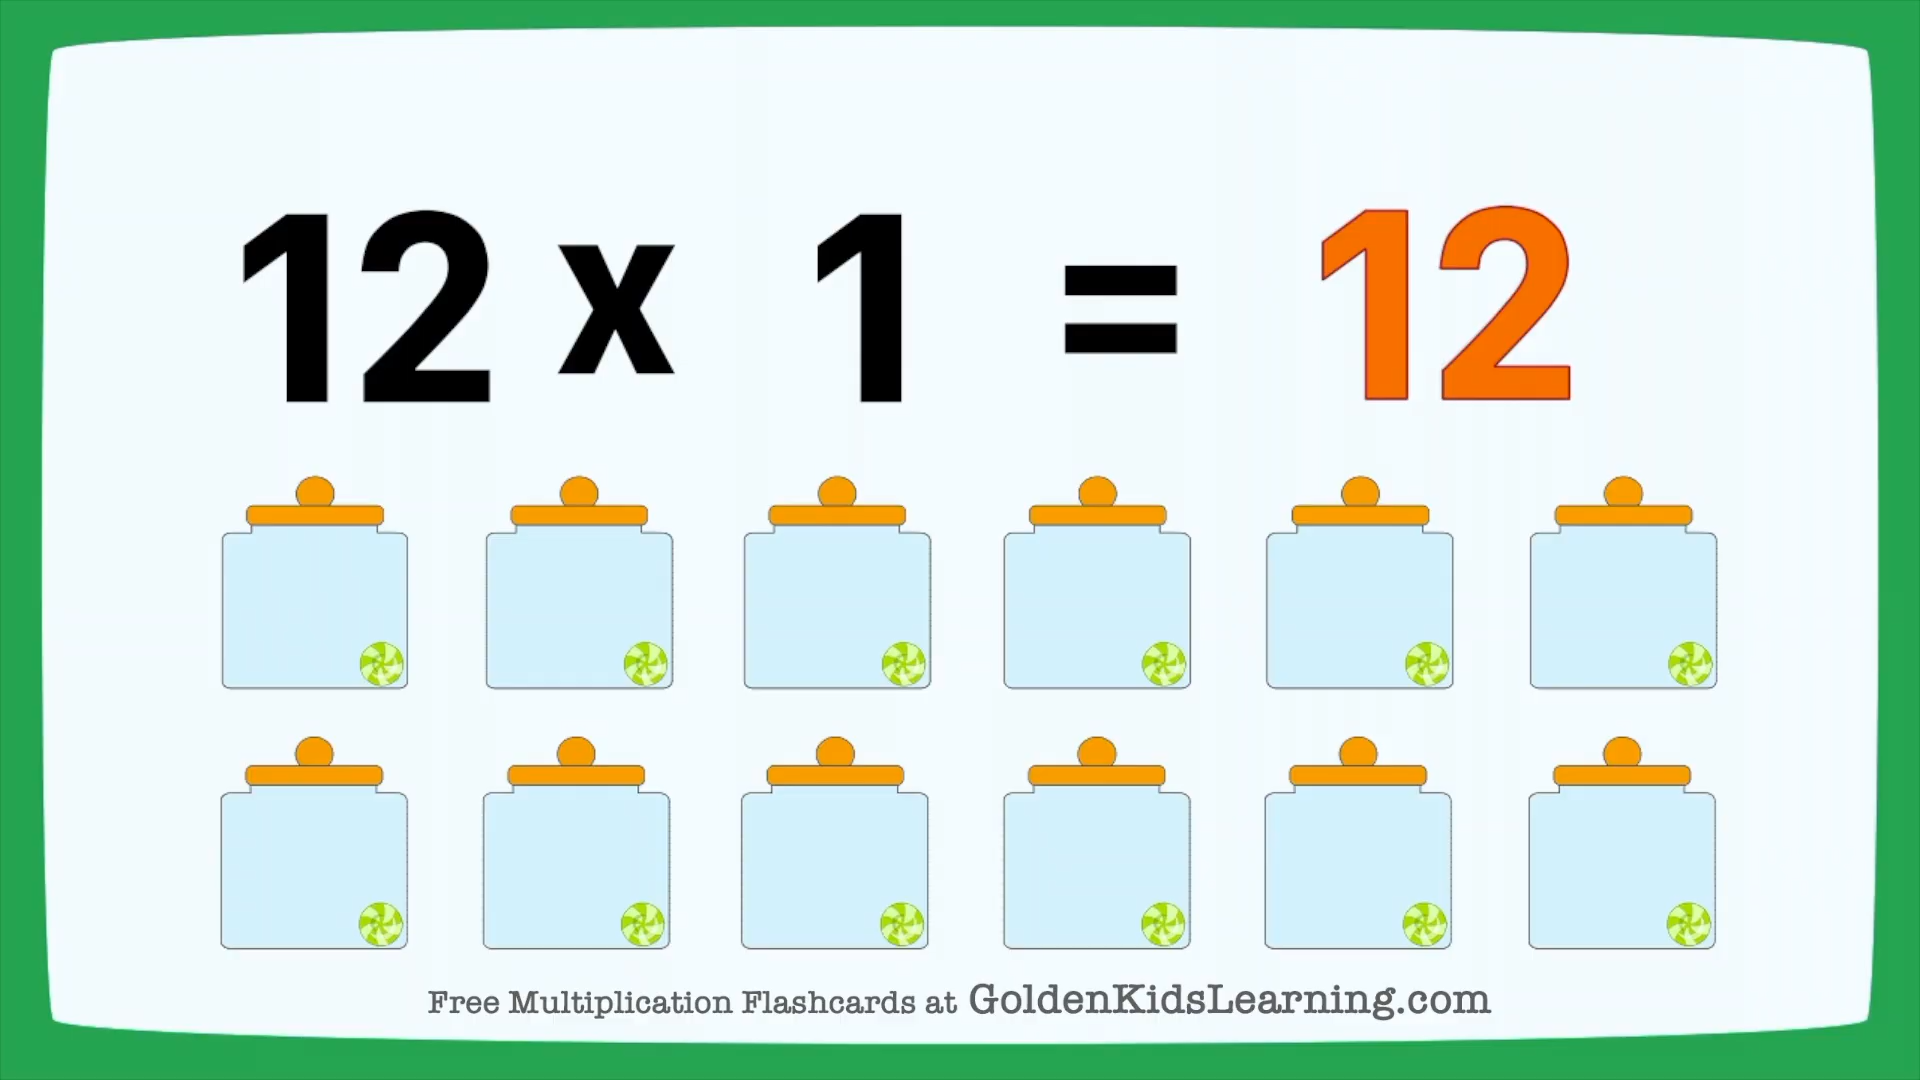 12 x 1 = 12
Free Multiplication Flashcards at GoldenKidsLearning.com